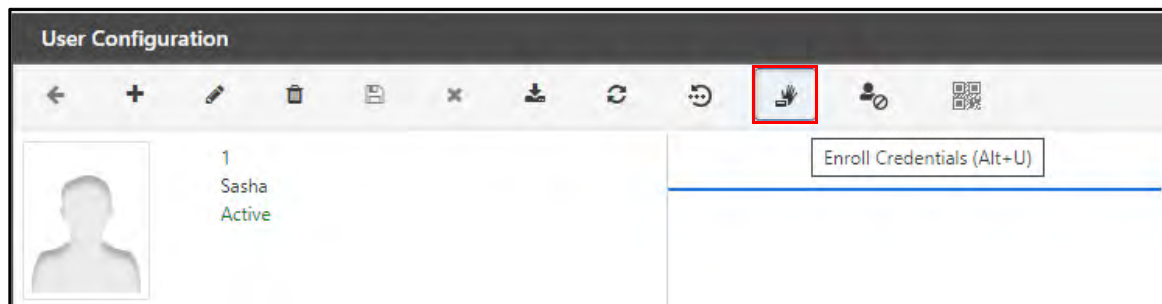 User Configuration
Enroll Credentials (Alt+U)
1
Sasha
Active